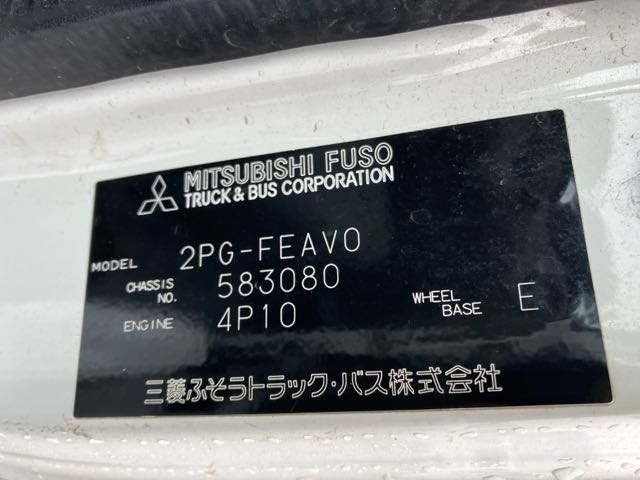 MITSUBISHI FUSO
TRUCK & BUS CORPORATION
MODEL 2PG-FEAV0
CHASSIS NO. 583080
ENGINE 4P10 WHEEL BASE E
三菱ふそうトラック・バス株式会社